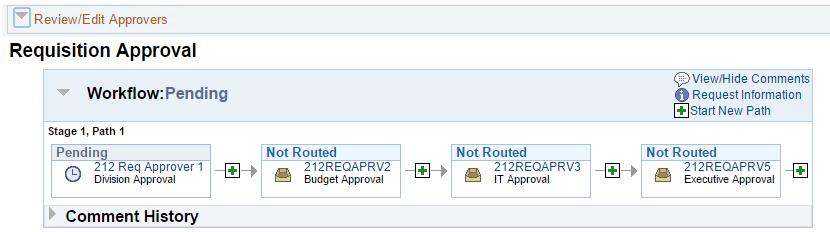 Review/Edit Approvers
Requisition Approval
Workflow:Pending
View/Hide Comments
Request Information
Start New Path
Stage 1, Path 1
Pending
212 Req Approver 1
Division Approval
Not Routed
212REQAPRV2
Budget Approval
Not Routed
212REQAPRV3
IT Approval
Not Routed
212REQAPRV5
Executive Approval
Comment History